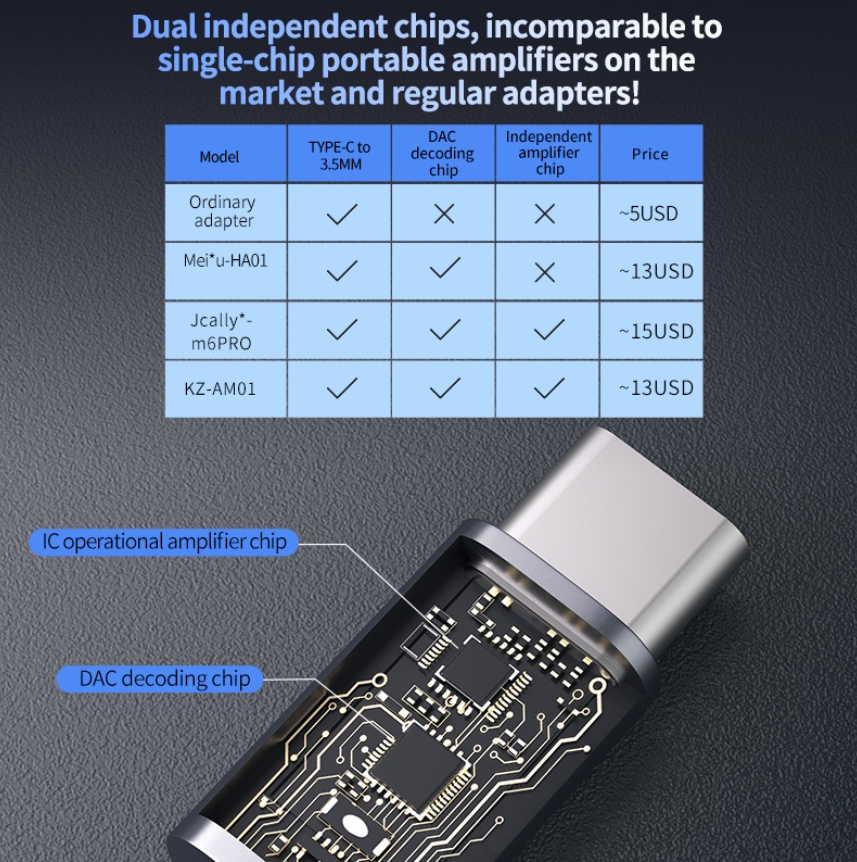 Dual independent chips, incomparable to
single-chip portable amplifiers on the
market and regular adapters!
Model
TYPE-C to
3.5MM
DAC
decoding
chip
Independent
amplifier
chip
Price
Ordinary
adapter
~5USD
Mei*u-HA01
~13USD
Jcally*-
m6PRO
~15USD
KZ-AM01
~13USD
IC operational amplifier chip
DAC decoding chip